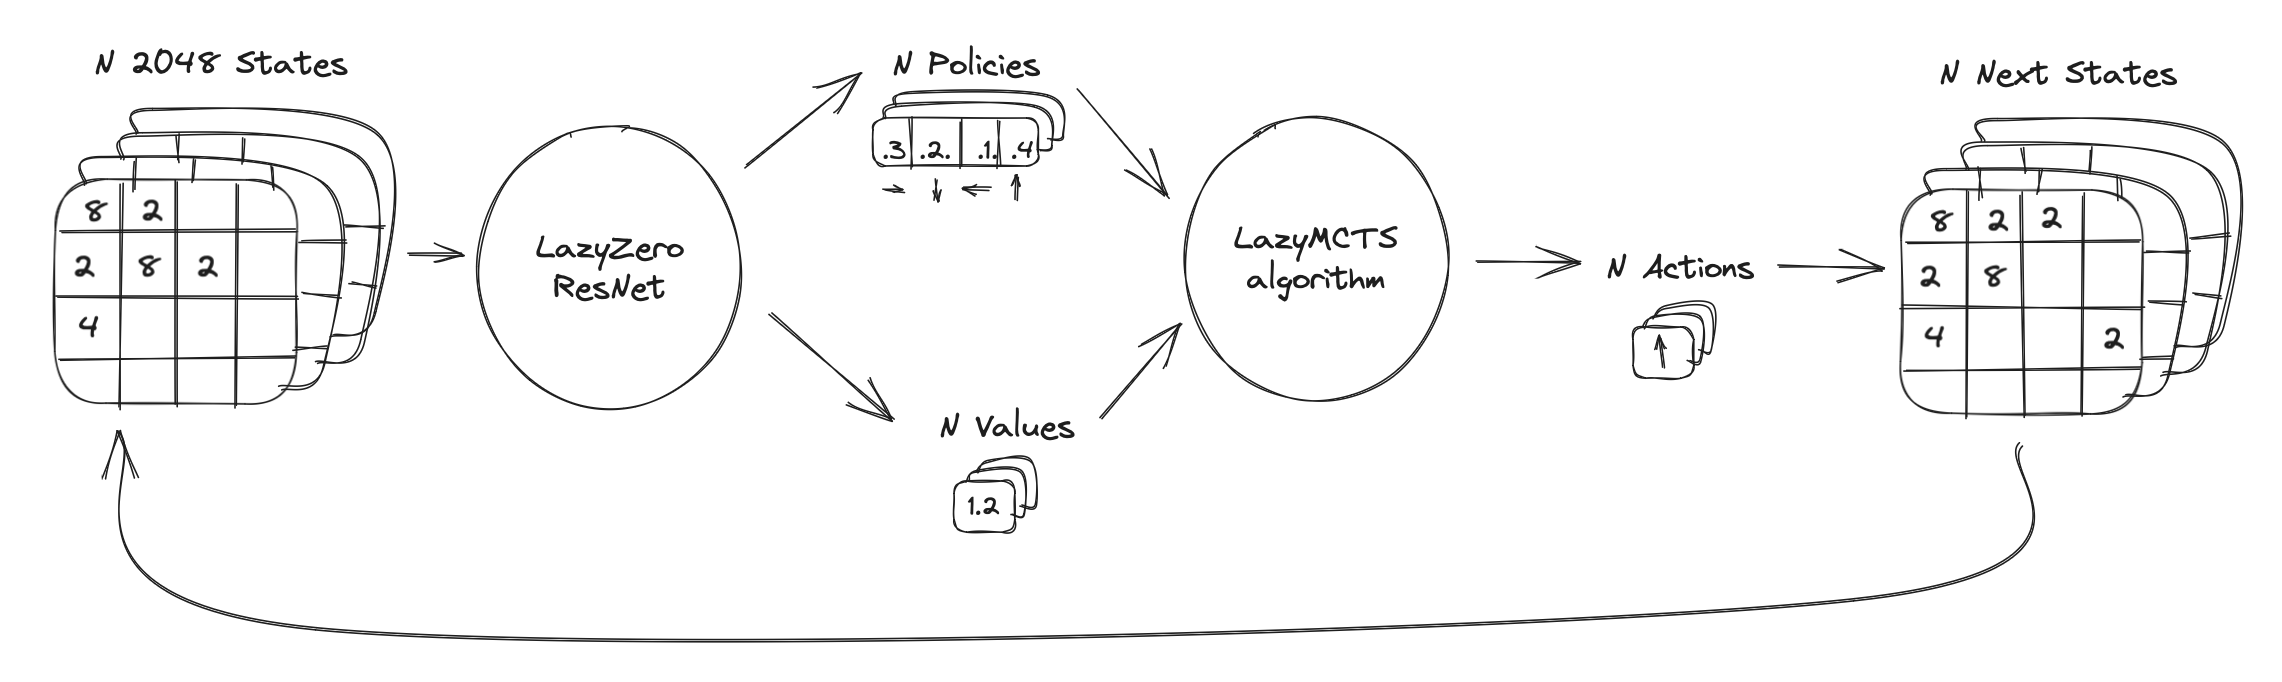 N 2048 States
8 2
2 8 2
4
LazyZero
ResNet
N Policies
.3 .2. .1. .4
N Values
1.2
LazyMCTS
algorithm
N Actions
N Next States
8 2 2
2 8
4 2